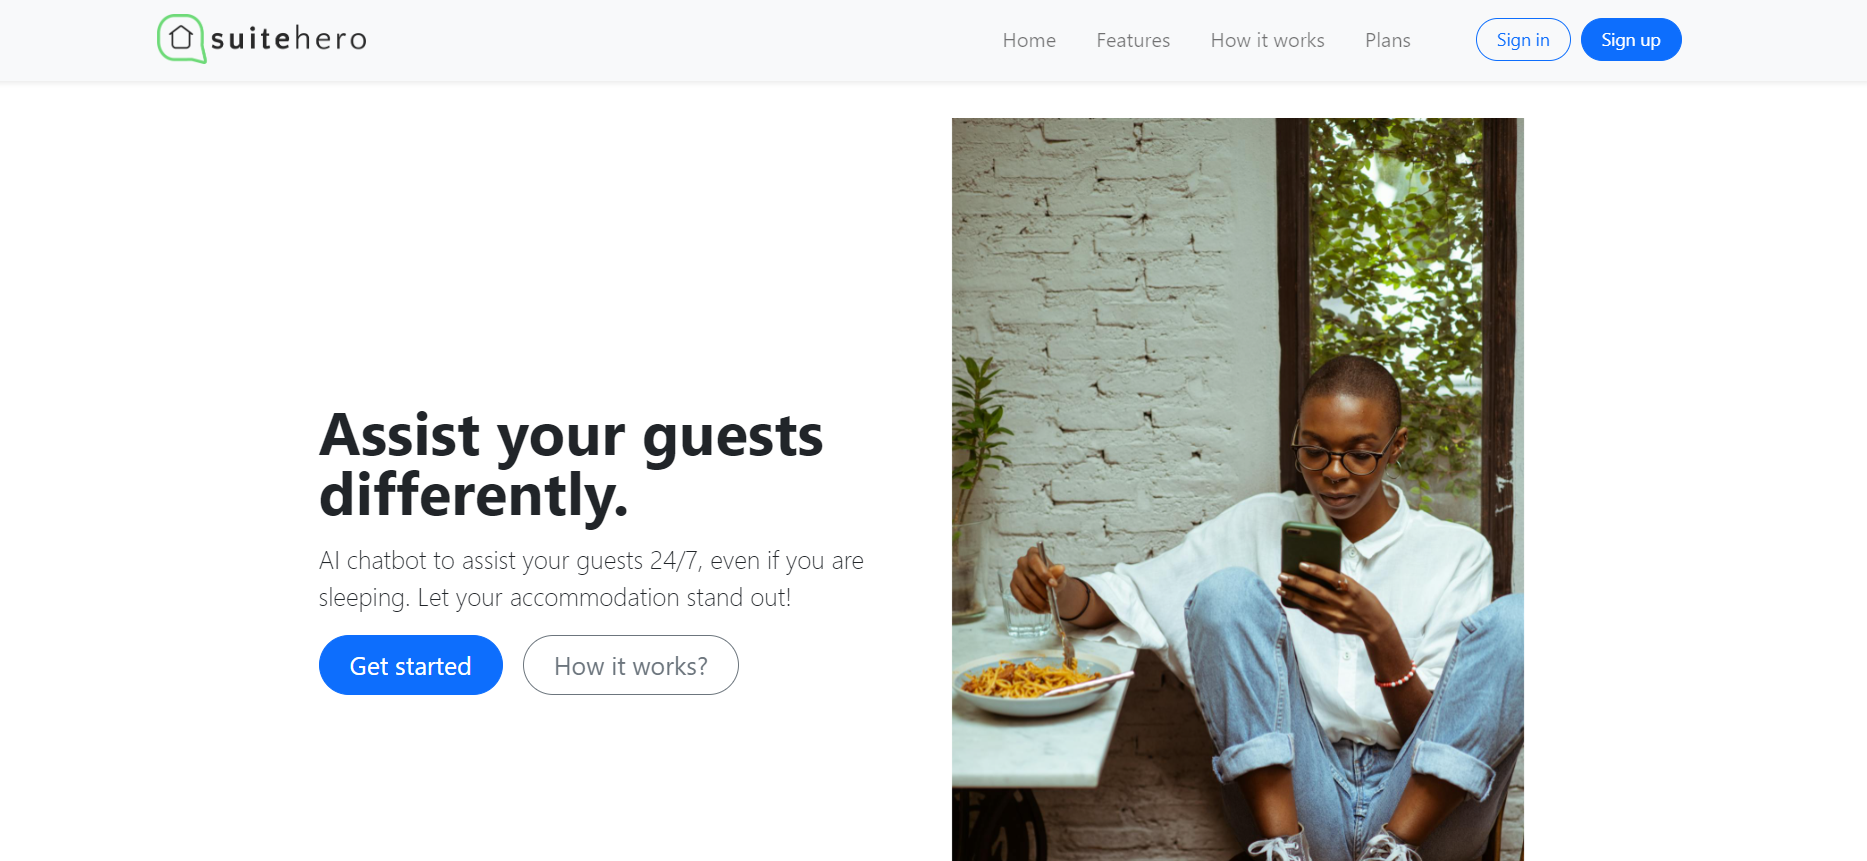 suitehero
Home Features How it works Plans Sign in Sign up
Assist your guests
differently.
AI chatbot to assist your guests 24/7, even if you are
sleeping. Let your accommodation stand out!
Get started How it works?